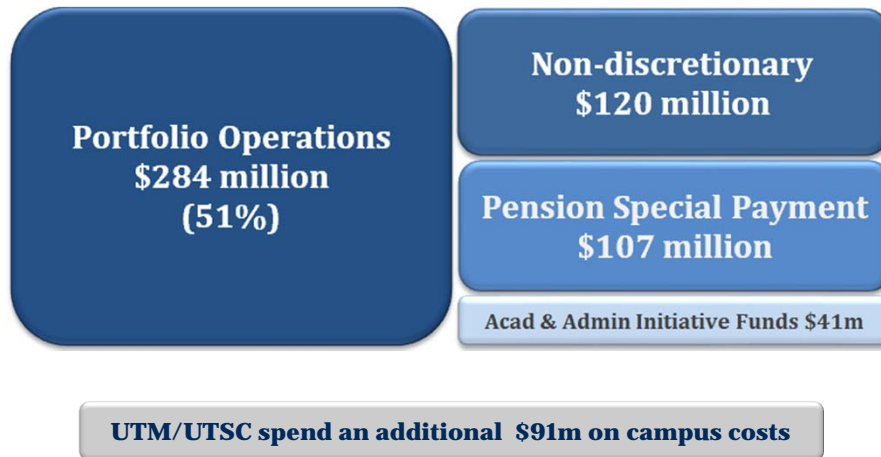 Portfolio Operations
$284 million
(51%)
Non-discretionary
$120 million
Pension Special Payment
$107 million
Acad & Admin Initiative Funds $41m
UTM/UTSC spend an additional $91m on campus costs